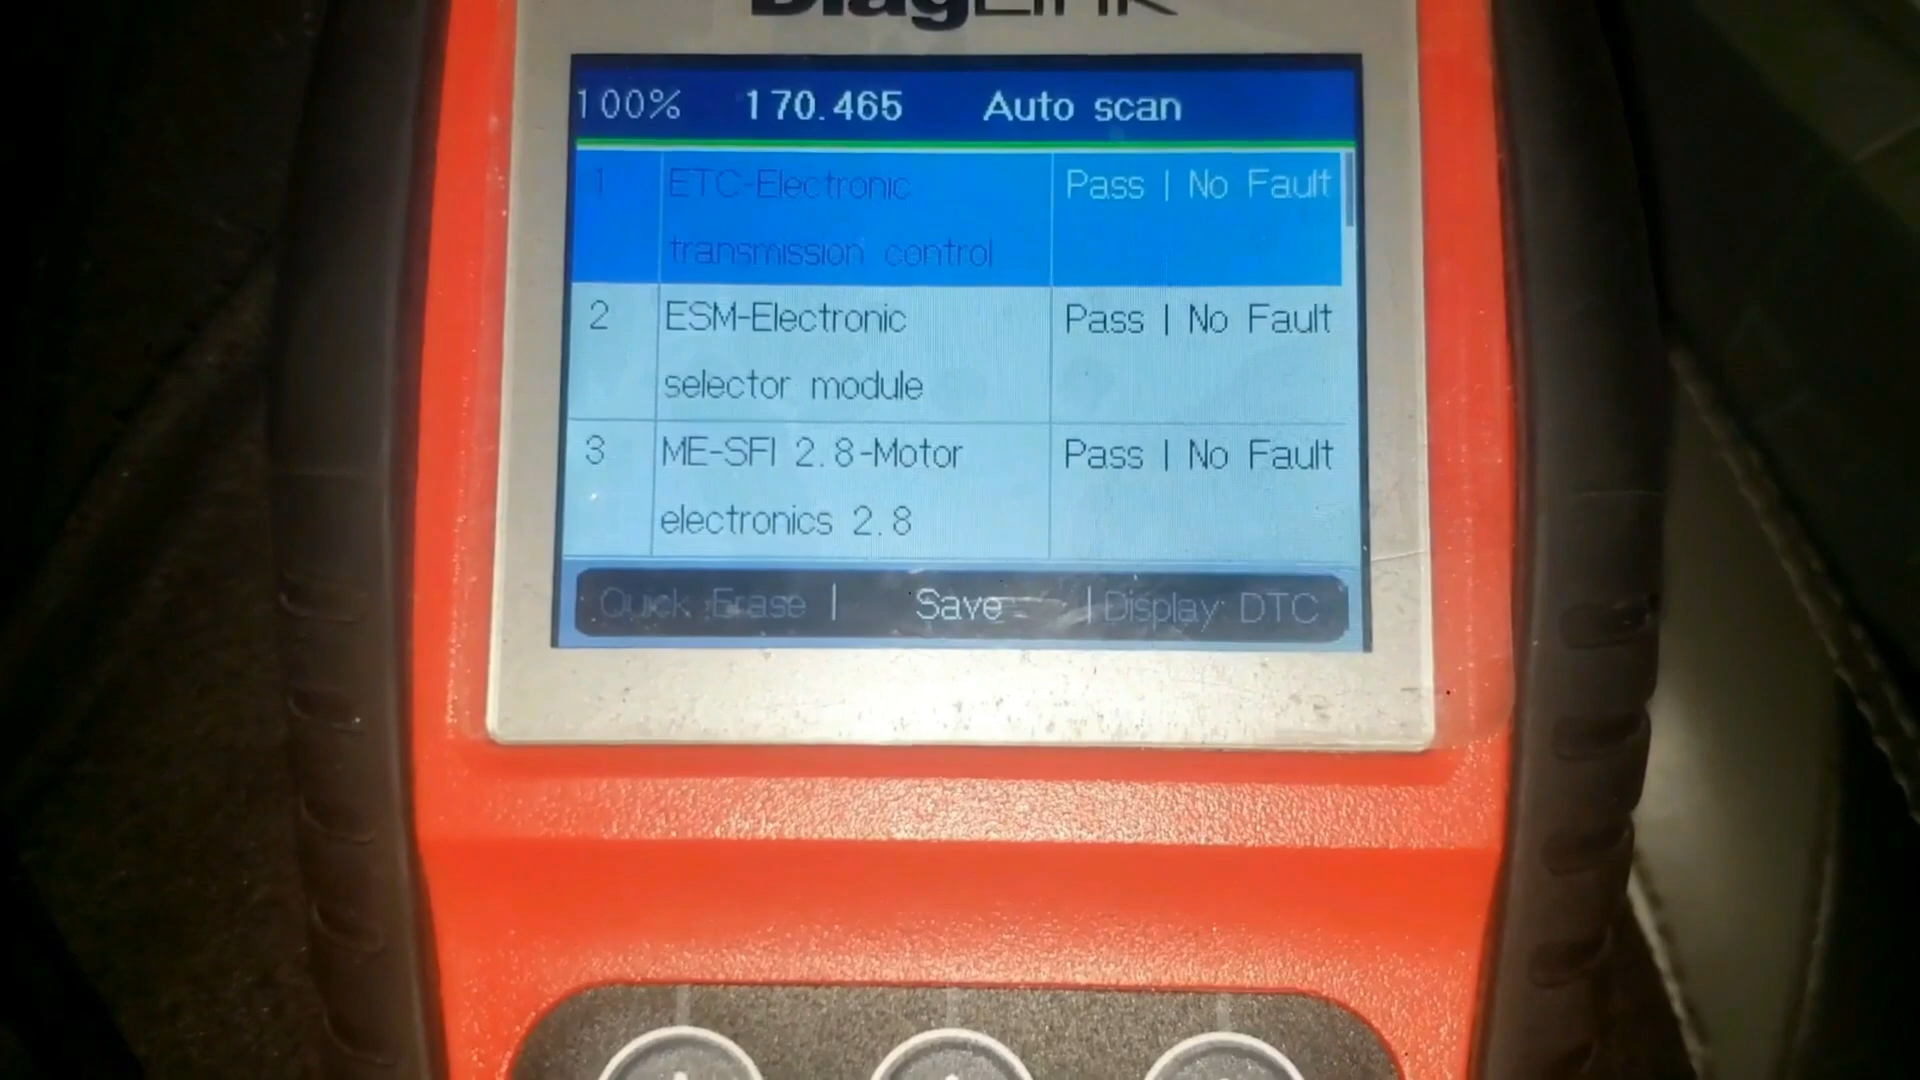 DiagLink
100% 170.465 Auto scan
1 ETC-Electronic Pass | No Fault
transmission control
2 ESM-Electronic Pass | No Fault
selector module
3 ME-SFI 2.8-Motor Pass | No Fault
electronics 2.8
Quick Erase | Save | Display DTC